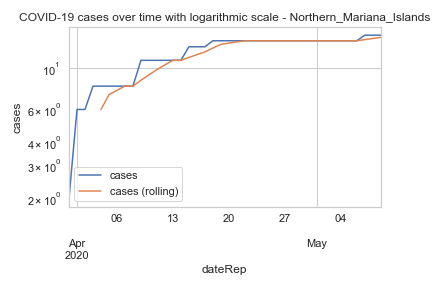 COVID-19 cases over time with logarithmic scale - Northern_Mariana_Islands
cases
10¹
6 × 10⁰
4 × 10⁰
3 × 10⁰
2 × 10⁰
cases
cases (rolling)
06 13 20 27 04
Apr May
2020
dateRep